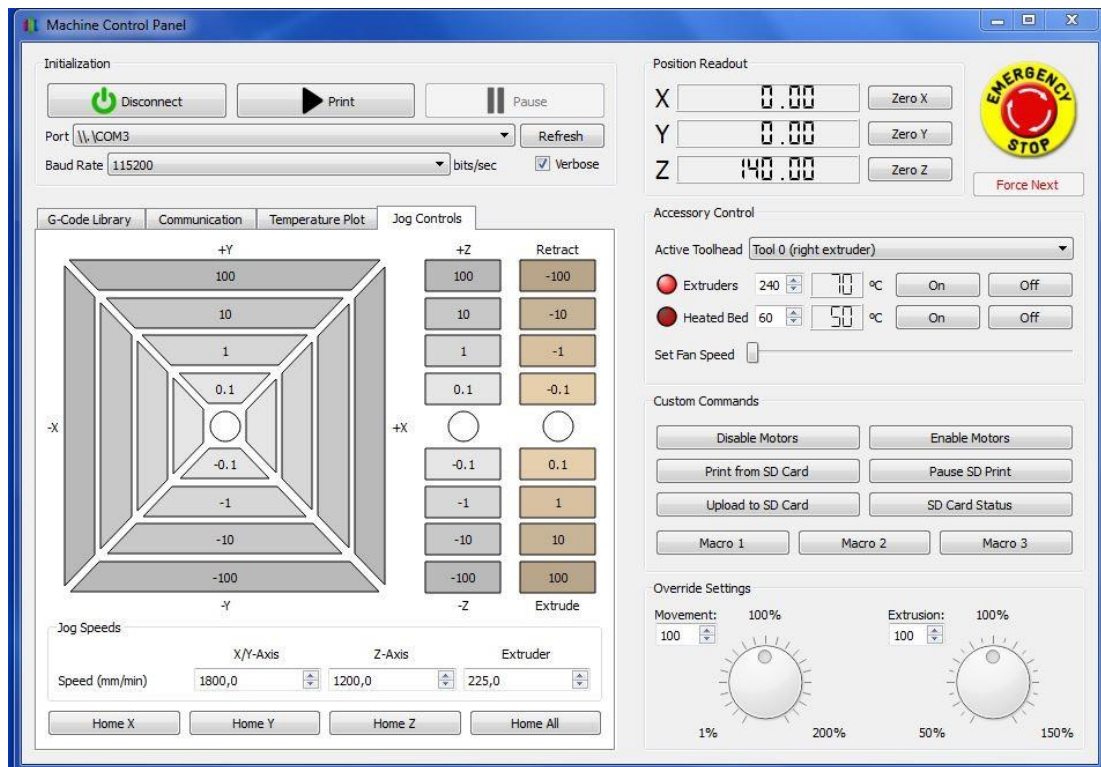 Machine Control Panel
Initialization
Disconnect Print Pause
Port \\.\COM3 Refresh
Baud Rate 115200 bits/sec Verbose
G-Code Library Communication Temperature Plot Jog Controls
+Y +Z Retract
100 100 -100
10 10 -10
1 1 -1
0.1 0.1 -0.1
-X +X
-0.1 -0.1 0.1
-1 -1 1
-10 -10 10
-100 -100 100
-Y -Z Extrude
Jog Speeds
X/Y-Axis Z-Axis Extruder
Speed (mm/min) 1800,0 1200,0 225,0
Home X Home Y Home Z Home All
Position Readout
X 0.00 Zero X
Y 0.00 Zero Y
Z 140.00 Zero Z
EMERGENCY
STOP
Force Next
Accessory Control
Active Toolhead Tool 0 (right extruder)
Extruders 240 70 ºC On Off
Heated Bed 60 50 ºC On Off
Set Fan Speed
Custom Commands
Disable Motors Enable Motors
Print from SD Card Pause SD Print
Upload to SD Card SD Card Status
Macro 1 Macro 2 Macro 3
Override Settings
Movement: 100% Extrusion: 100%
100 100
1% 200% 50% 150%